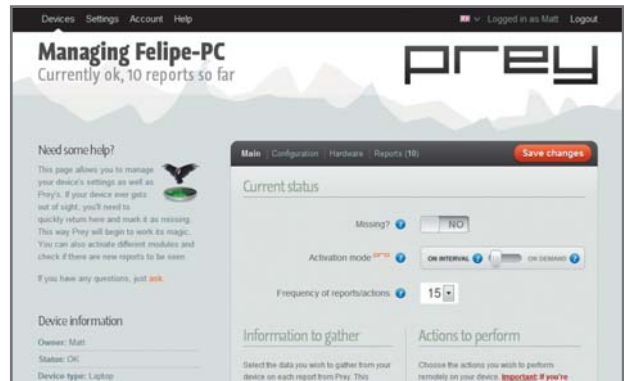 Devices Settings Account Help
Logged in as Matt Logout
Managing Felipe-PC
Currently ok, 10 reports so far
prey
Need some help?
This page allows you to manage
your device's settings as well as
Prey's. If your device ever gets
out of sight, you'll need to
quickly return here and mark it as missing.
This way Prey will begin to work its magic.
You can also activate different modules and
check if there are new reports to be seen.
If you have any questions, just ask.
Device information
Owner: Matt
Status: OK
Device type: Laptop
Main Configuration Hardware Reports (10)
Save changes
Current status
Missing? ? NO
Activation mode pro ? ON INTERVAL ? ON DEMAND ?
Frequency of reports/actions ? 15
Information to gather
Select the data you wish to gather from your
device on each report from Prey. This
Actions to perform
Choose the actions you wish to perform
remotely on your device. Important: If you're